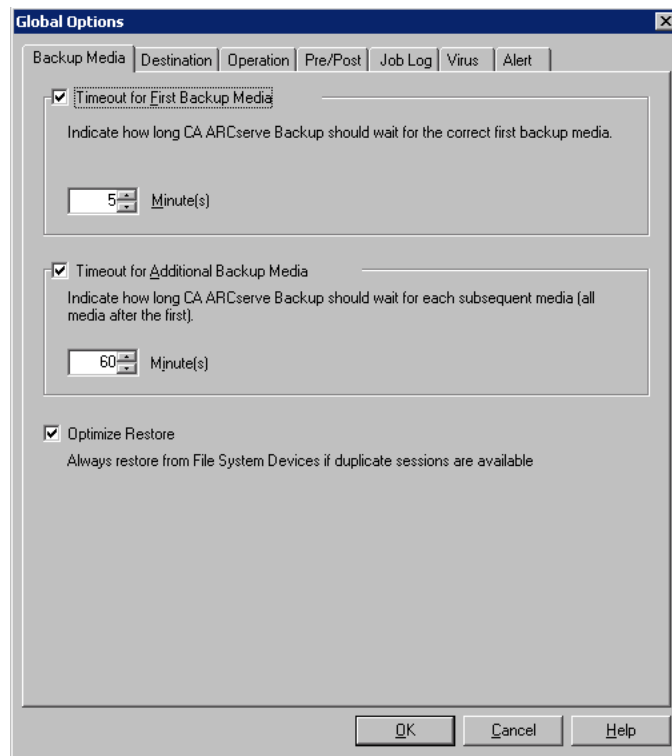 Global Options
Backup Media Destination Operation Pre/Post Job Log Virus Alert
Timeout for First Backup Media
Indicate how long CA ARCserve Backup should wait for the correct first backup media.
5 Minute(s)
Timeout for Additional Backup Media
Indicate how long CA ARCserve Backup should wait for each subsequent media (all
media after the first).
60 Minute(s)
Optimize Restore
Always restore from File System Devices if duplicate sessions are available
OK Cancel Help